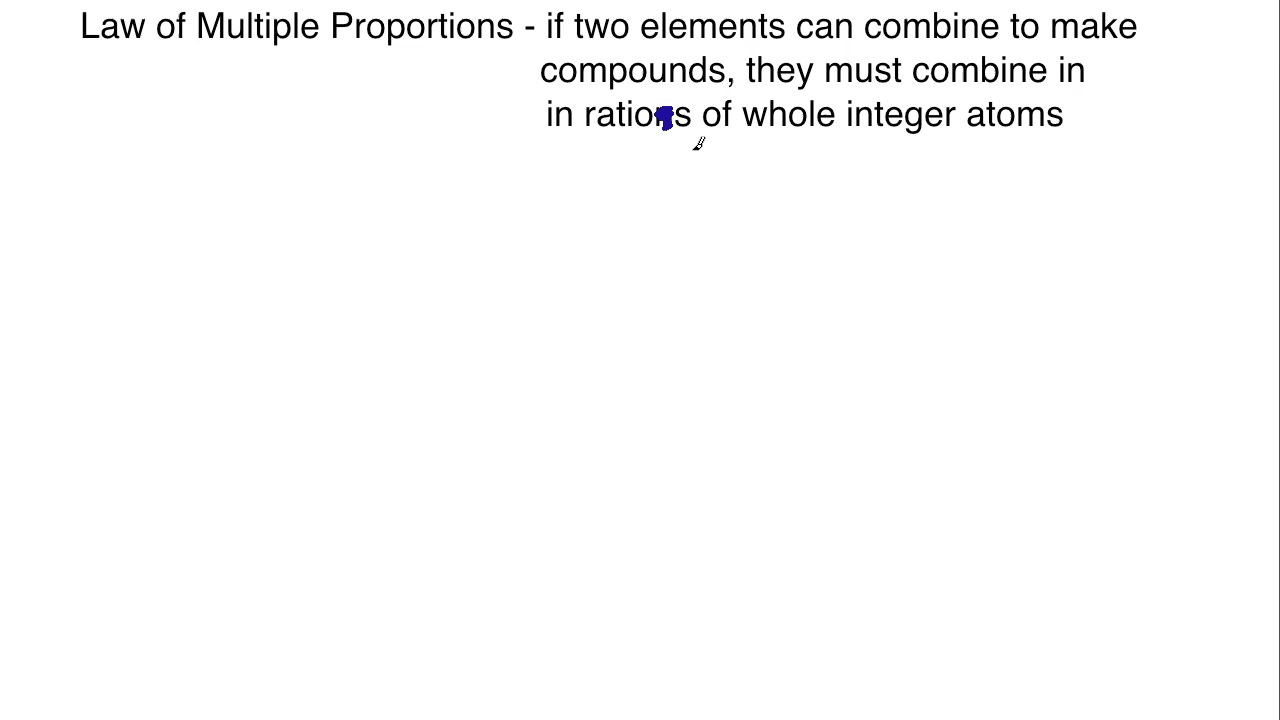 Law of Multiple Proportions - if two elements can combine to make
compounds, they must combine in
in rations of whole integer atoms